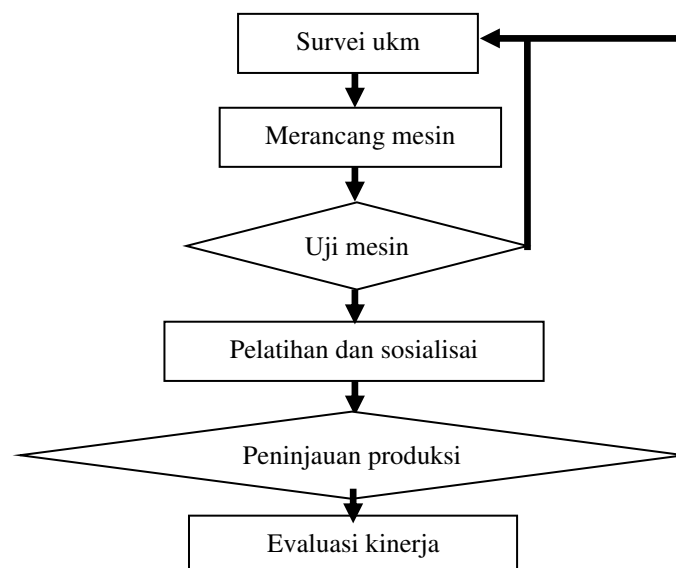 Survei ukm
Merancang mesin
Uji mesin
Pelatihan dan sosialisai
Peninjauan produksi
Evaluasi kinerja